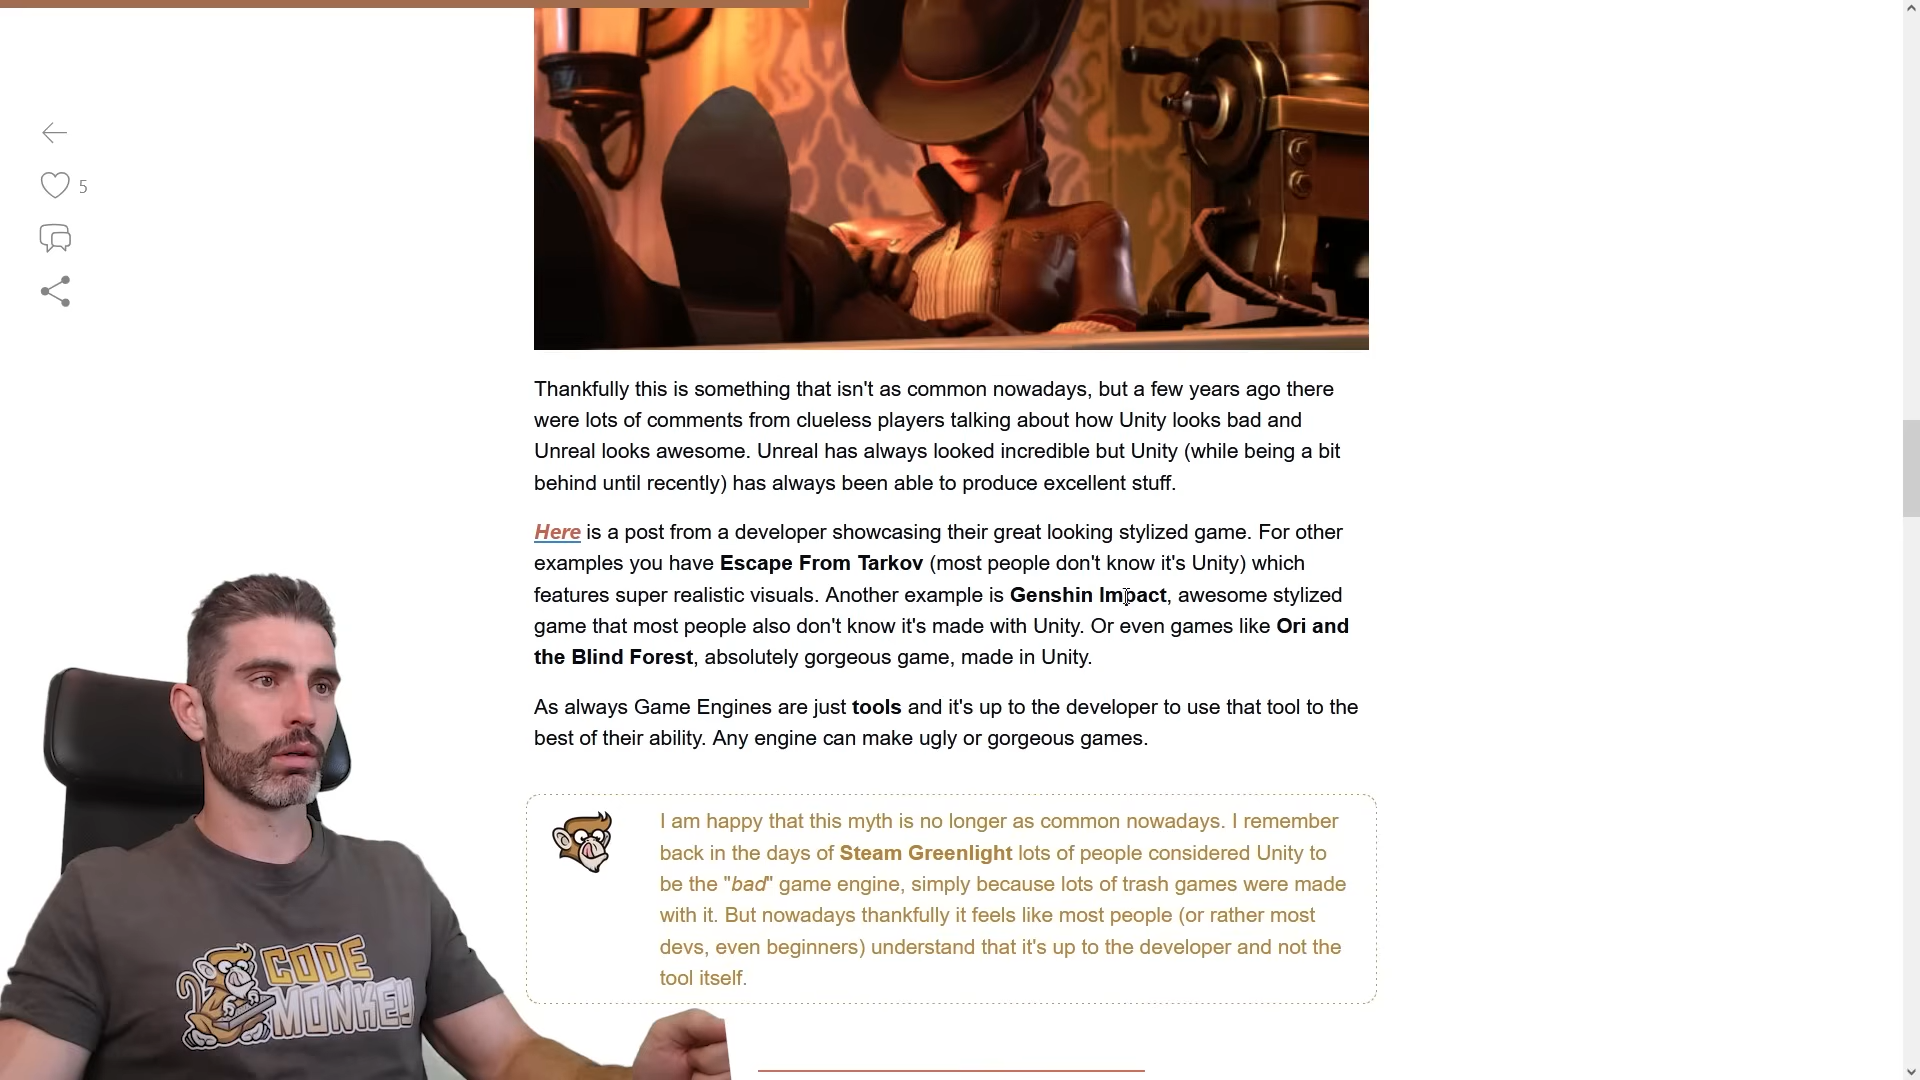 5
Thankfully this is something that isn't as common nowadays, but a few years ago there
were lots of comments from clueless players talking about how Unity looks bad and
Unreal looks awesome. Unreal has always looked incredible but Unity (while being a bit
behind until recently) has always been able to produce excellent stuff.
Here is a post from a developer showcasing their great looking stylized game. For other
examples you have Escape From Tarkov (most people don't know it's Unity) which
features super realistic visuals. Another example is Genshin Impact, awesome stylized
game that most people also don't know it's made with Unity. Or even games like Ori and
the Blind Forest, absolutely gorgeous game, made in Unity.
As always Game Engines are just tools and it's up to the developer to use that tool to the
best of their ability. Any engine can make ugly or gorgeous games.
I am happy that this myth is no longer as common nowadays. I remember
back in the days of Steam Greenlight lots of people considered Unity to
be the "bad" game engine, simply because lots of trash games were made
with it. But nowadays thankfully it feels like most people (or rather most
devs, even beginners) understand that it's up to the developer and not the
tool itself.
CODE
MONKEY